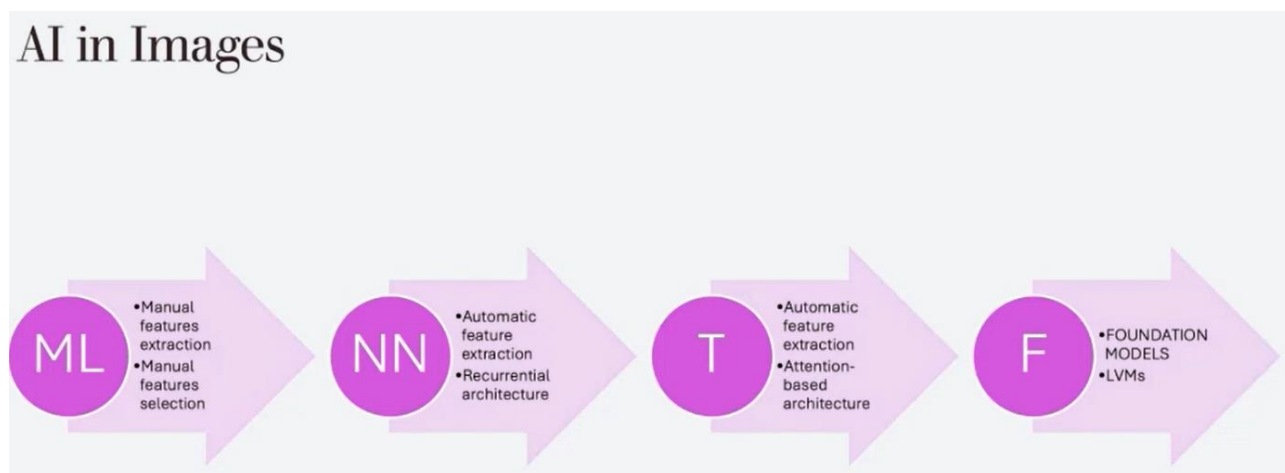 AI in Images
ML
•Manual
features
extraction
•Manual
features
selection
NN
•Automatic
feature
extraction
•Recurrential
architecture
T
•Automatic
feature
extraction
•Attention-
based
architecture
F
•FOUNDATION
MODELS
•LVMs